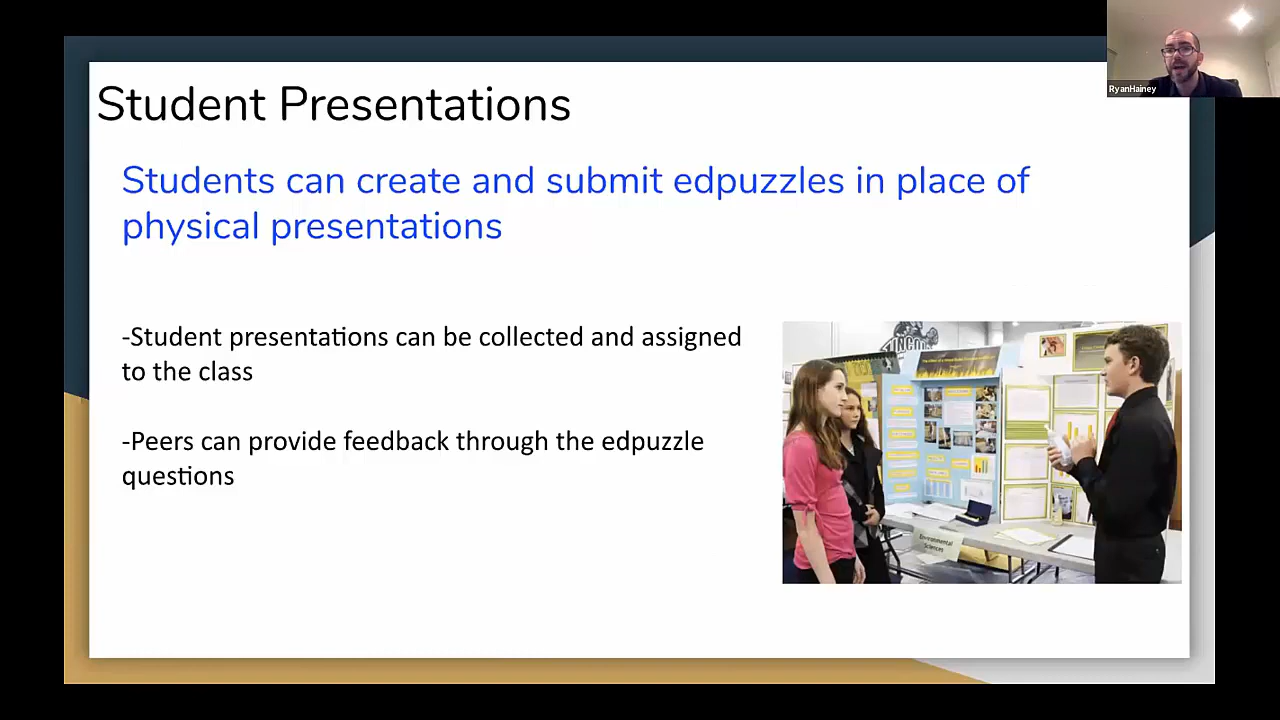 Student Presentations
RyanHainey
Students can create and submit edpuzzles in place of
physical presentations
-Student presentations can be collected and assigned
to the class
-Peers can provide feedback through the edpuzzle
questions
Environmental
Sciences